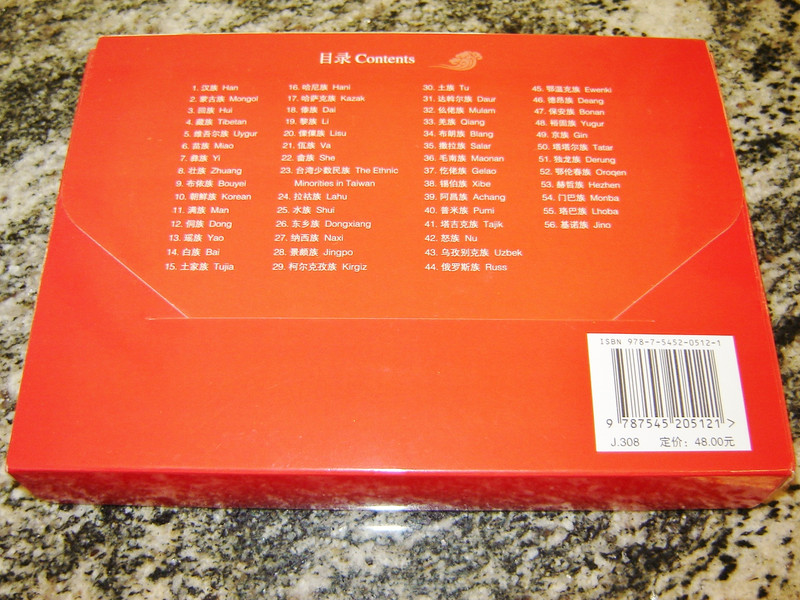 目录 Contents
1. 汉族 Han
2. 蒙古族 Mongol
3. 回族 Hui
4. 藏族 Tibetan
5. 维吾尔族 Uygur
6. 苗族 Miao
7. 彝族 Yi
8. 壮族 Zhuang
9. 布依族 Bouyei
10. 朝鲜族 Korean
11. 满族 Man
12. 侗族 Dong
13. 瑶族 Yao
14. 白族 Bai
15. 土家族 Tujia
16. 哈尼族 Hani
17. 哈萨克族 Kazak
18. 傣族 Dai
19. 黎族 Li
20. 傈僳族 Lisu
21. 佤族 Va
22. 畲族 She
23. 台湾少数民族 The Ethnic
Minorities in Taiwan
24. 拉祜族 Lahu
25. 水族 Shui
26. 东乡族 Dongxiang
27. 纳西族 Naxi
28. 景颇族 Jingpo
29. 柯尔克孜族 Kirgiz
30. 土族 Tu
31. 达斡尔族 Daur
32. 仫佬族 Mulam
33. 羌族 Qiang
34. 布朗族 Blang
35. 撒拉族 Salar
36. 毛南族 Maonan
37. 仡佬族 Gelao
38. 锡伯族 Xibe
39. 阿昌族 Achang
40. 普米族 Pumi
41. 塔吉克族 Tajik
42. 怒族 Nu
43. 乌孜别克族 Uzbek
44. 俄罗斯族 Russ
45. 鄂温克族 Ewenki
46. 德昂族 Deang
47. 保安族 Bonan
48. 裕固族 Yugur
49. 京族 Gin
50. 塔塔尔族 Tatar
51. 独龙族 Derung
52. 鄂伦春族 Oroqen
53. 赫哲族 Hezhen
54. 门巴族 Monba
55. 珞巴族 Lhoba
56. 基诺族 Jino
ISBN 978-7-5452-0512-1
9 787545 205121 >
J.308 定价：48.00元